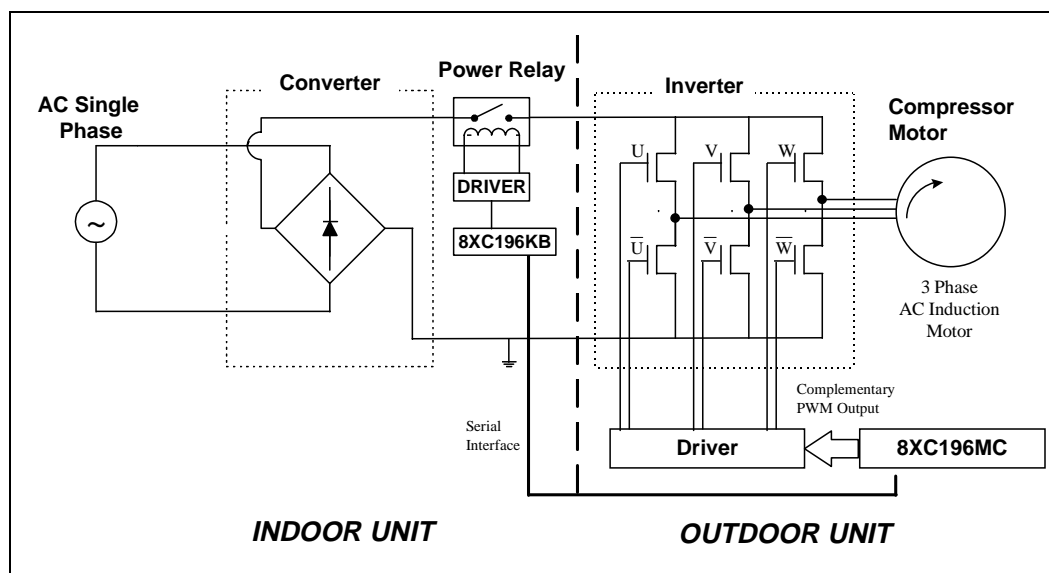 AC Single
Phase
Converter
Power Relay
DRIVER
8XC196KB
Inverter
U
V
W
U̅
V̅
W̅
Compressor
Motor
3 Phase
AC Induction
Motor
~
Serial
Interface
Complementary
PWM Output
Driver
8XC196MC
INDOOR UNIT
OUTDOOR UNIT